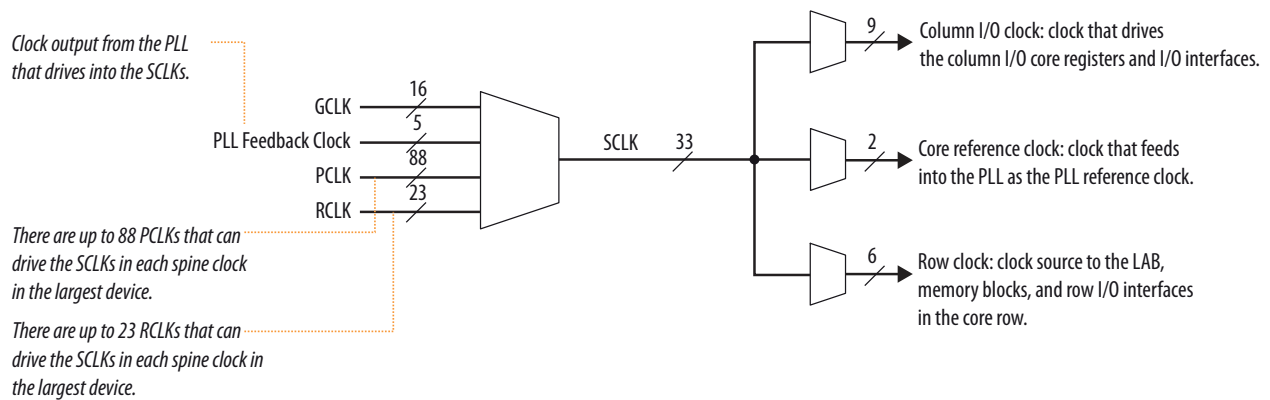 Clock output from the PLL
that drives into the SCLKs.
GCLK
16
PLL Feedback Clock
5
PCLK
88
RCLK
23
There are up to 88 PCLKs that can
drive the SCLKs in each spine clock
in the largest device.
There are up to 23 RCLKs that can
drive the SCLKs in each spine clock in
the largest device.
SCLK
33
9
Column I/O clock: clock that drives
the column I/O core registers and I/O interfaces.
2
Core reference clock: clock that feeds
into the PLL as the PLL reference clock.
6
Row clock: clock source to the LAB,
memory blocks, and row I/O interfaces
in the core row.